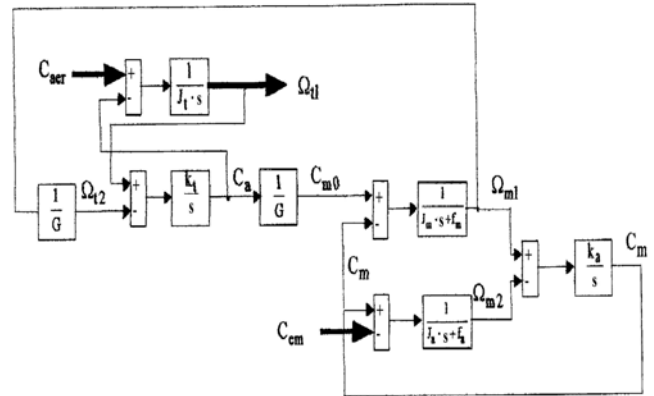 C_aer
+
-
1
J_t · s
Ω_t1
1
G
Ω_t2
+
-
k_t
s
C_a
1
G
C_m0
+
-
1
J_m · s+f_m
Ω_m1
C_m
+
-
k_a
s
C_m
C_em
+
-
1
J_a · s+f_a
Ω_m2